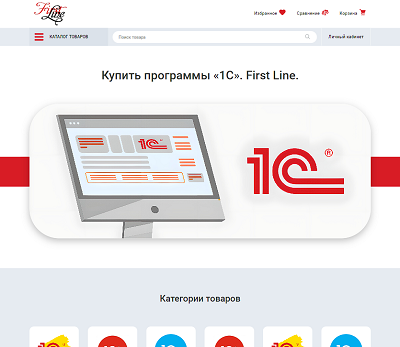 First Line
Избранное
Сравнение
Корзина
КАТАЛОГ ТОВАРОВ
Поиск товара
Личный кабинет
Купить программы «1С». First Line.
1С
1С®
Категории товаров